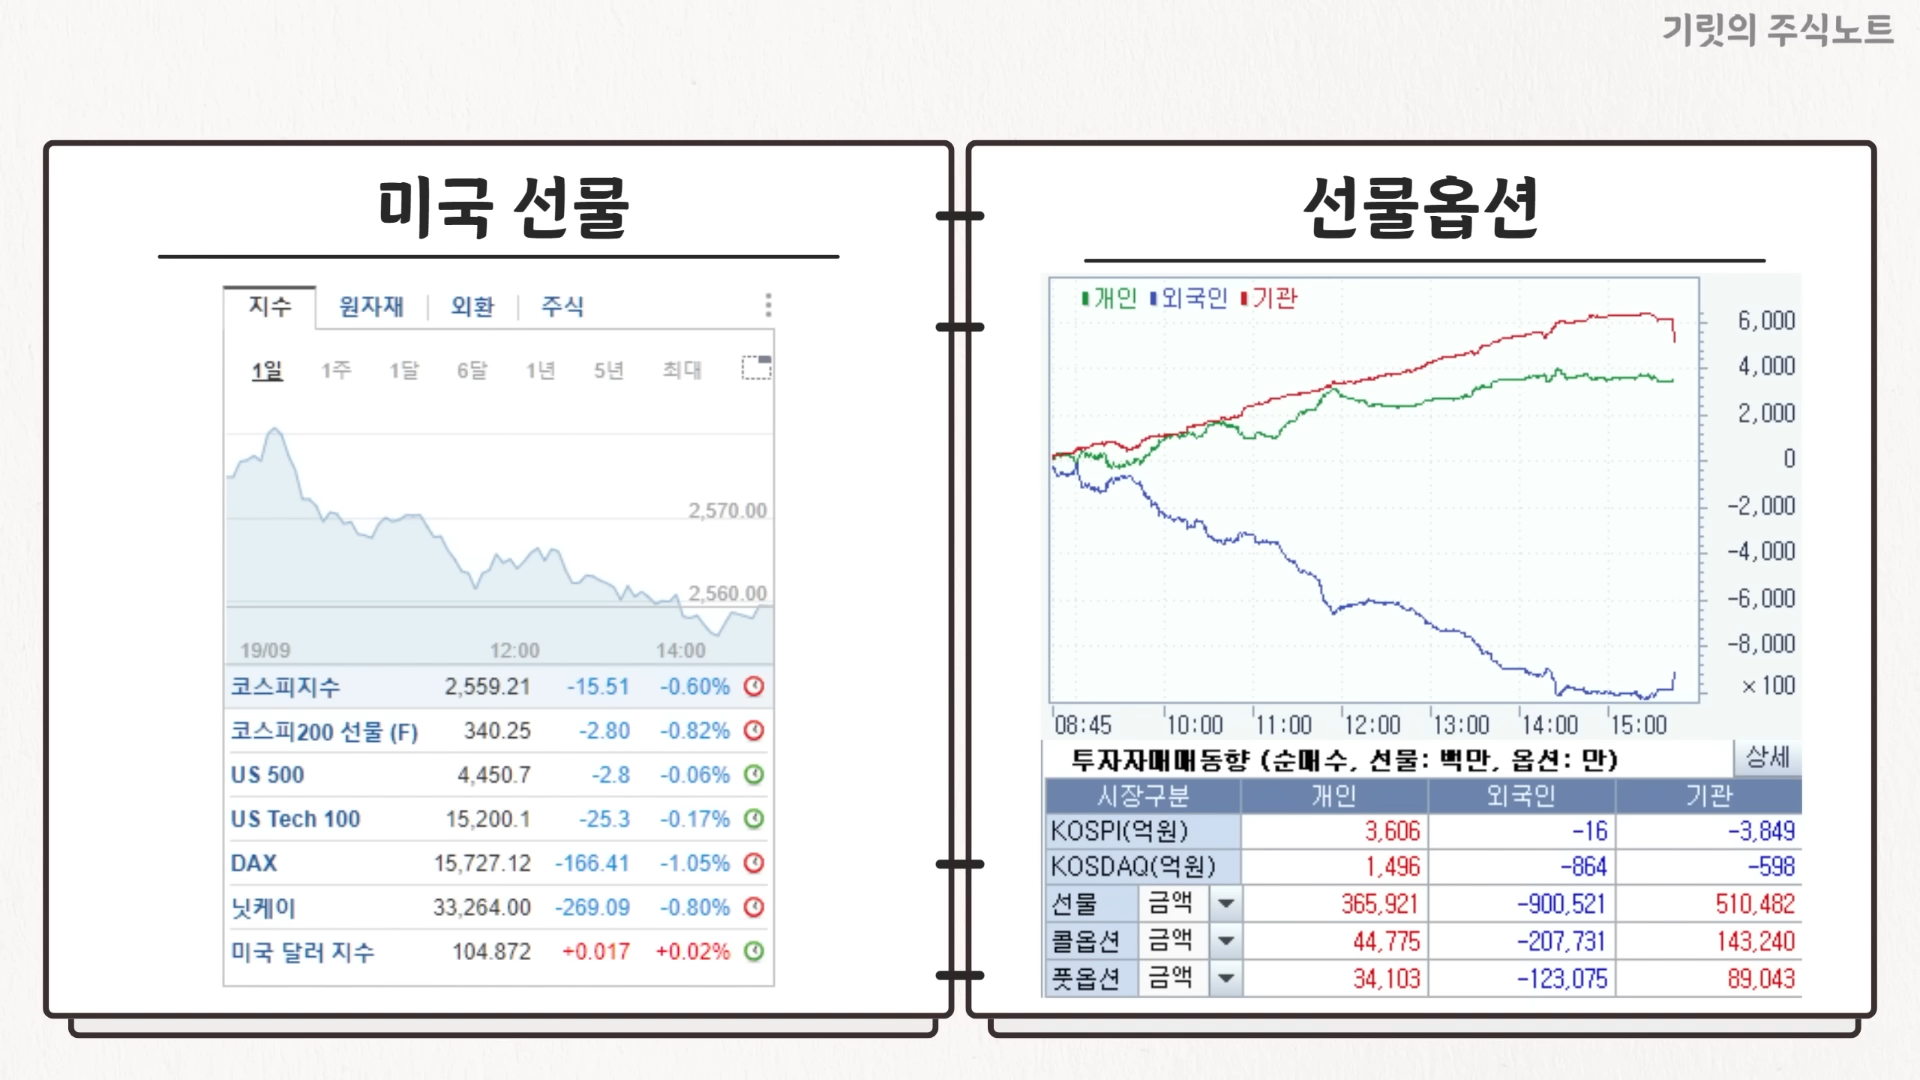 기릿의 주식노트
미국 선물
지수 원자재 외환 주식
1일 1주 1달 6달 1년 5년 최대
2,570.00
2,560.00
19/09 12:00 14:00
코스피지수 2,559.21 -15.51 -0.60%
코스피200 선물 (F) 340.25 -2.80 -0.82%
US 500 4,450.7 -2.8 -0.06%
US Tech 100 15,200.1 -25.3 -0.17%
DAX 15,727.12 -166.41 -1.05%
닛케이 33,264.00 -269.09 -0.80%
미국 달러 지수 104.872 +0.017 +0.02%
선물옵션
개인 외국인 기관
6,000
4,000
2,000
0
-2,000
-4,000
-6,000
-8,000
×100
08:45 10:00 11:00 12:00 13:00 14:00 15:00
투자자매매동향 (순매수, 선물: 백만, 옵션: 만) 상세
시장구분 개인 외국인 기관
KOSPI(억원) 3,606 -16 -3,849
KOSDAQ(억원) 1,496 -864 -598
선물 금액 365,921 -900,521 510,482
콜옵션 금액 44,775 -207,731 143,240
풋옵션 금액 34,103 -123,075 89,043